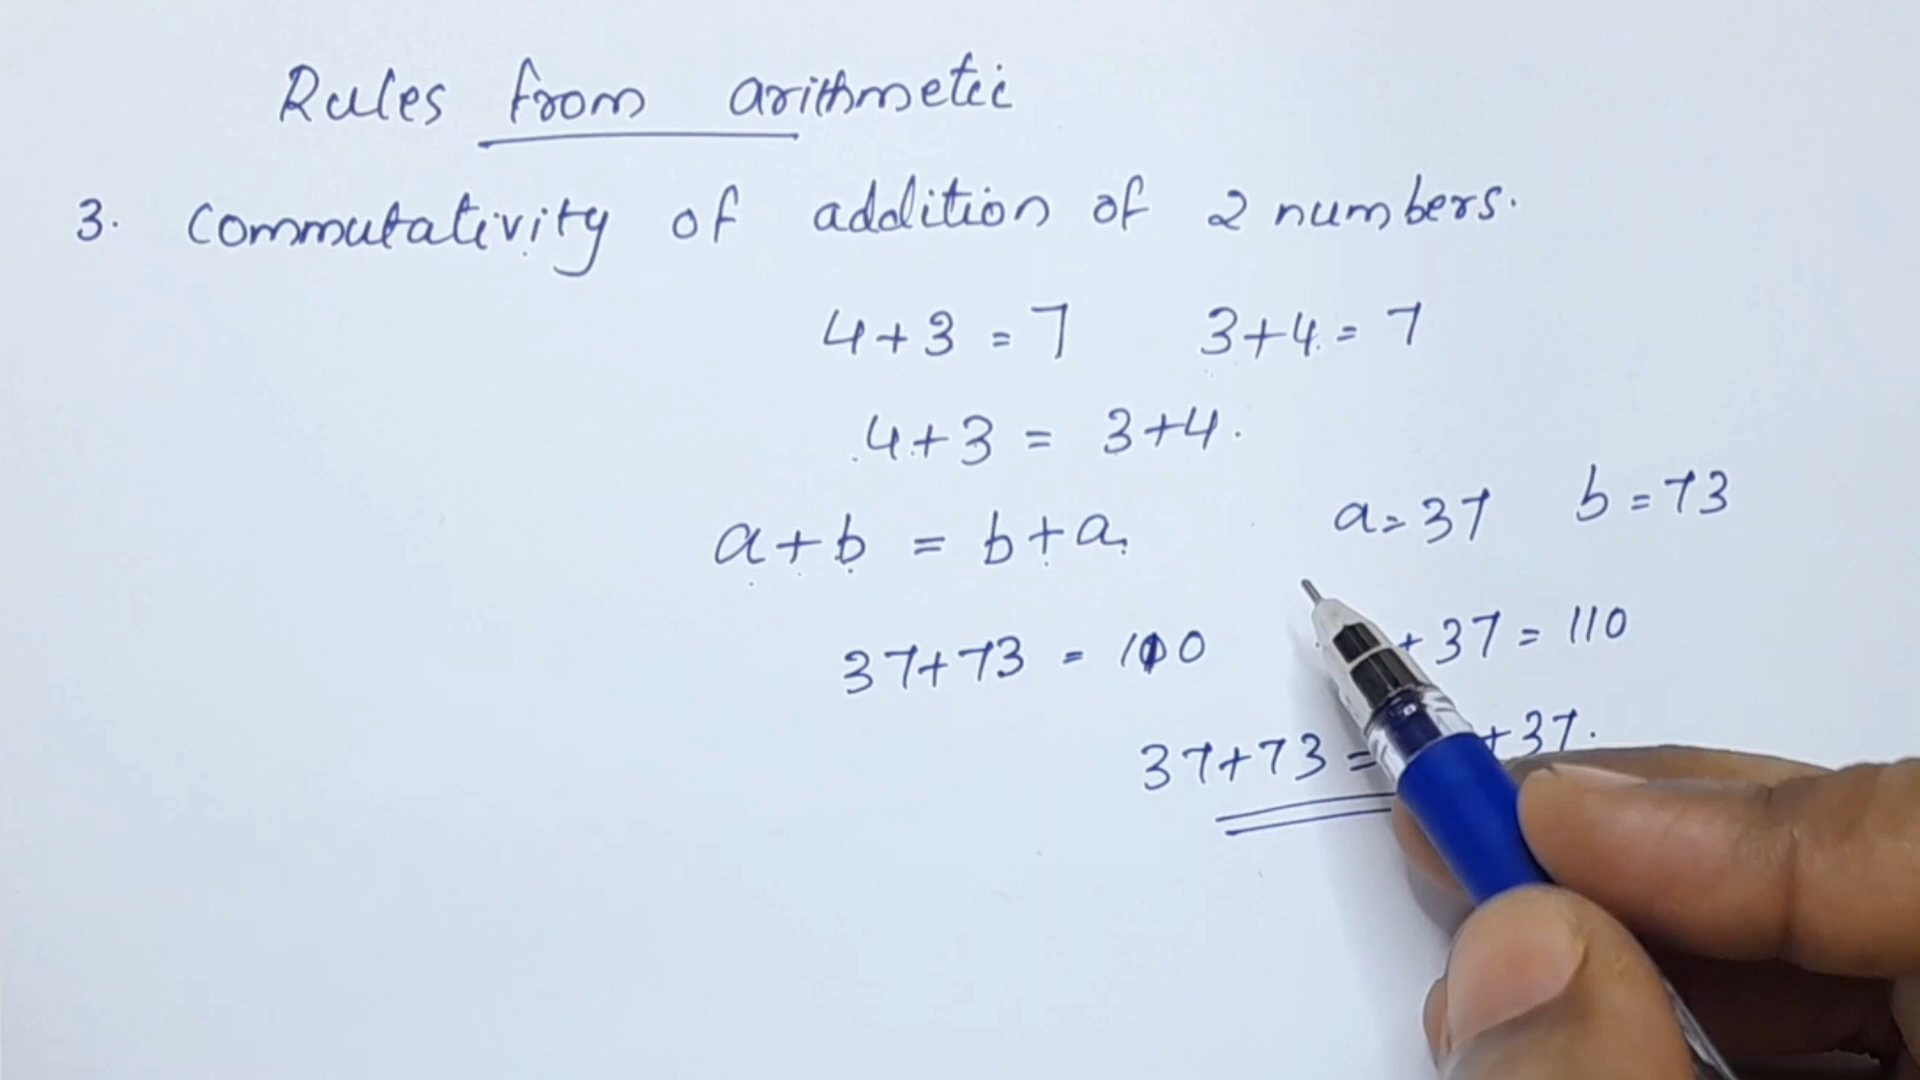 Rules from arithmetic
3. Commutativity of addition of 2 numbers.
4+3 = 7 3+4 = 7
4+3 = 3+4.
a+b = b+a. a=37 b=73
37+73 = 110 +37 = 110
37+73 = +37.